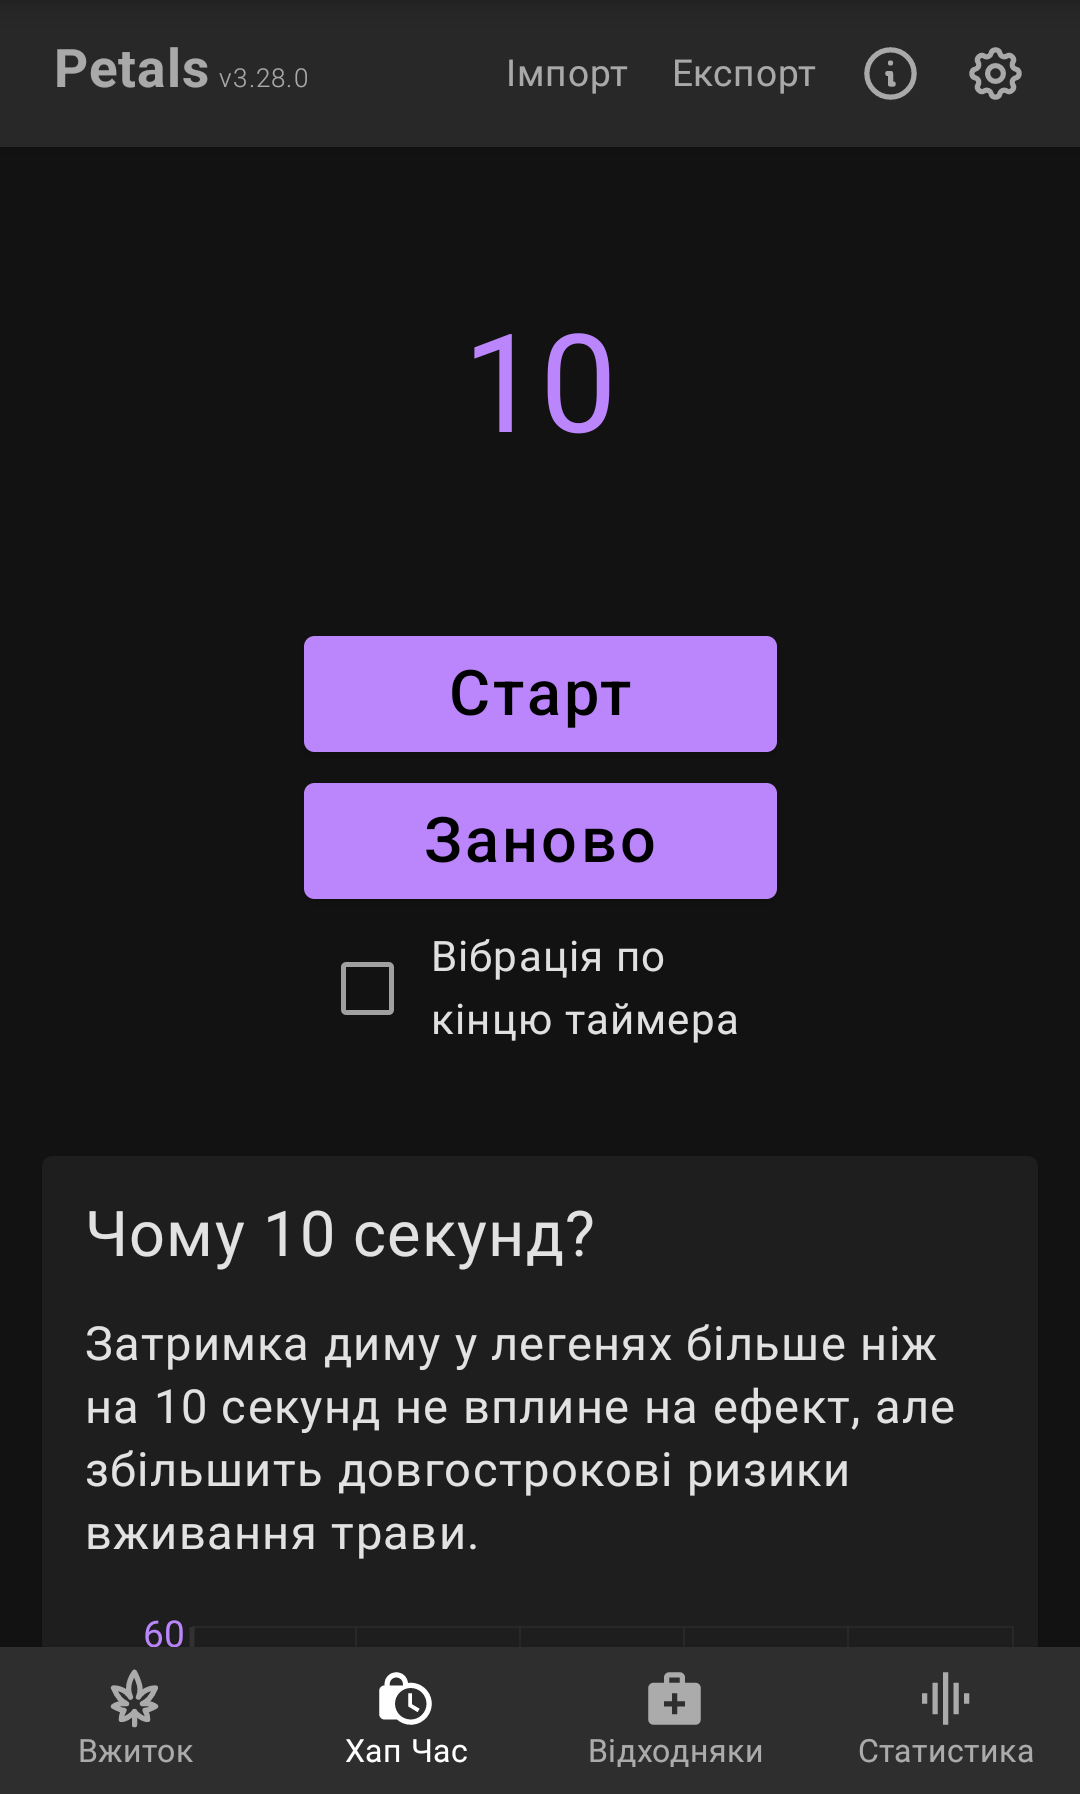 Petals v3.28.0 Імпорт Експорт
10
Старт
Заново
Вібрація по
кінцю таймера
Чому 10 секунд?
Затримка диму у легенях більше ніж
на 10 секунд не вплине на ефект, але
збільшить довгострокові ризики
вживання трави.
60
Вжиток Хап Час Відходняки Статистика